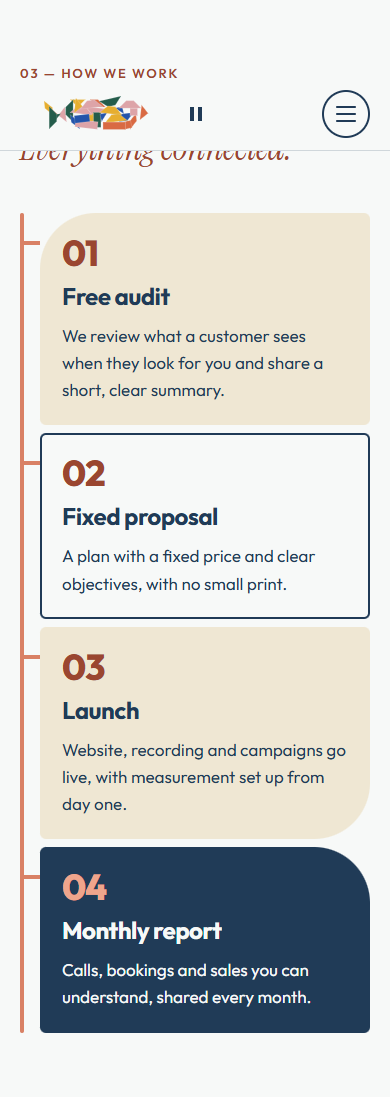 03 — HOW WE WORK
Everything connected.
01
Free audit
We review what a customer sees
when they look for you and share a
short, clear summary.
02
Fixed proposal
A plan with a fixed price and clear
objectives, with no small print.
03
Launch
Website, recording and campaigns go
live, with measurement set up from
day one.
04
Monthly report
Calls, bookings and sales you can
understand, shared every month.